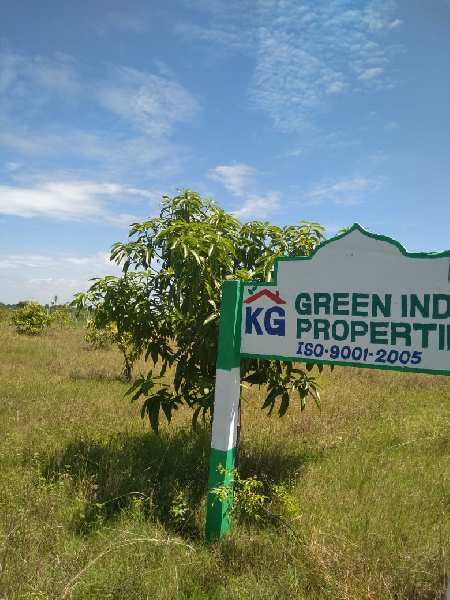 KG
GREEN IND
PROPERTI
ISO-9001-2005